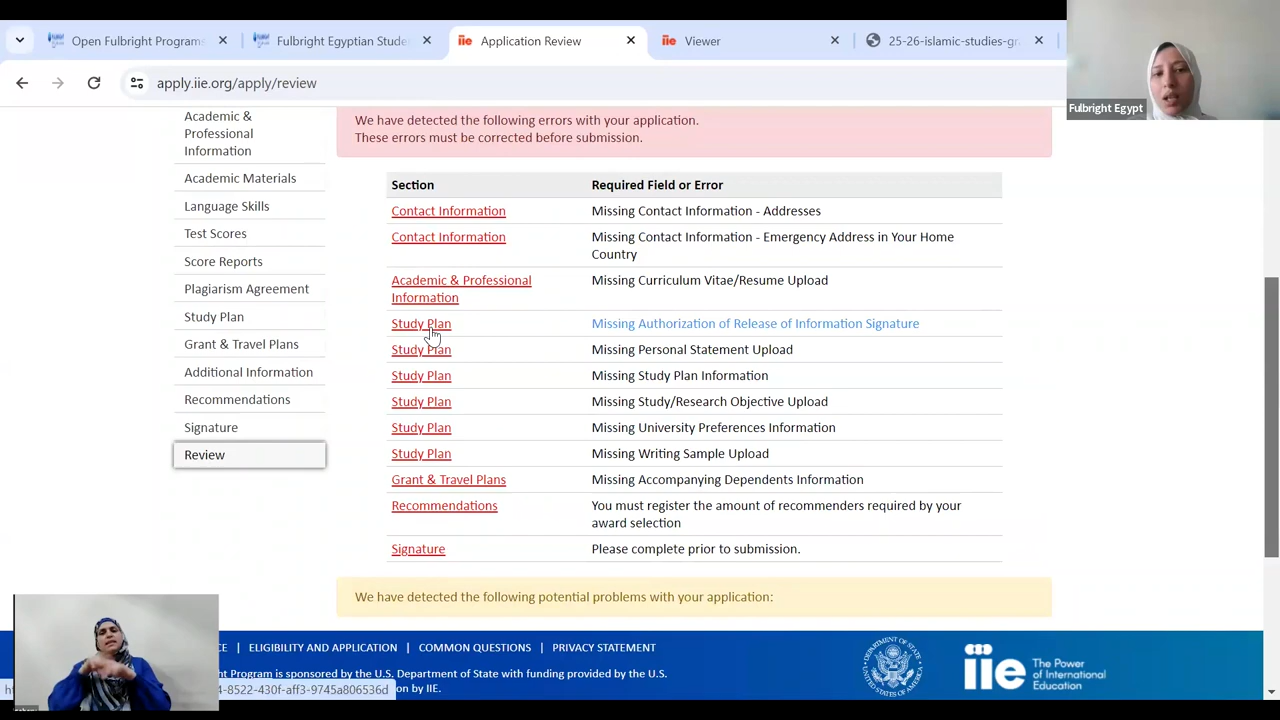 Open Fulbright Program
Fulbright Egyptian Stude
iie Application Review
iie Viewer
25-26-islamic-studies-gr
apply.iie.org/apply/review
Fulbright Egypt
Academic &
Professional
Information
Academic Materials
Language Skills
Test Scores
Score Reports
Plagiarism Agreement
Study Plan
Grant & Travel Plans
Additional Information
Recommendations
Signature
Review
We have detected the following errors with your application.
These errors must be corrected before submission.
Section Required Field or Error
Contact Information Missing Contact Information - Addresses
Contact Information Missing Contact Information - Emergency Address in Your Home
Country
Academic & Professional Missing Curriculum Vitae/Resume Upload
Information
Study Plan Missing Authorization of Release of Information Signature
Study Plan Missing Personal Statement Upload
Study Plan Missing Study Plan Information
Study Plan Missing Study/Research Objective Upload
Study Plan Missing University Preferences Information
Study Plan Missing Writing Sample Upload
Grant & Travel Plans Missing Accompanying Dependents Information
Recommendations You must register the amount of recommenders required by your
award selection
Signature Please complete prior to submission.
We have detected the following potential problems with your application:
CE | ELIGIBILITY AND APPLICATION | COMMON QUESTIONS | PRIVACY STATEMENT
ght Program is sponsored by the U.S. Department of State with funding provided by the U.S.
4-8522-430f-aff3-9745a806536d on by IIE.
iie The Power
of International
Education